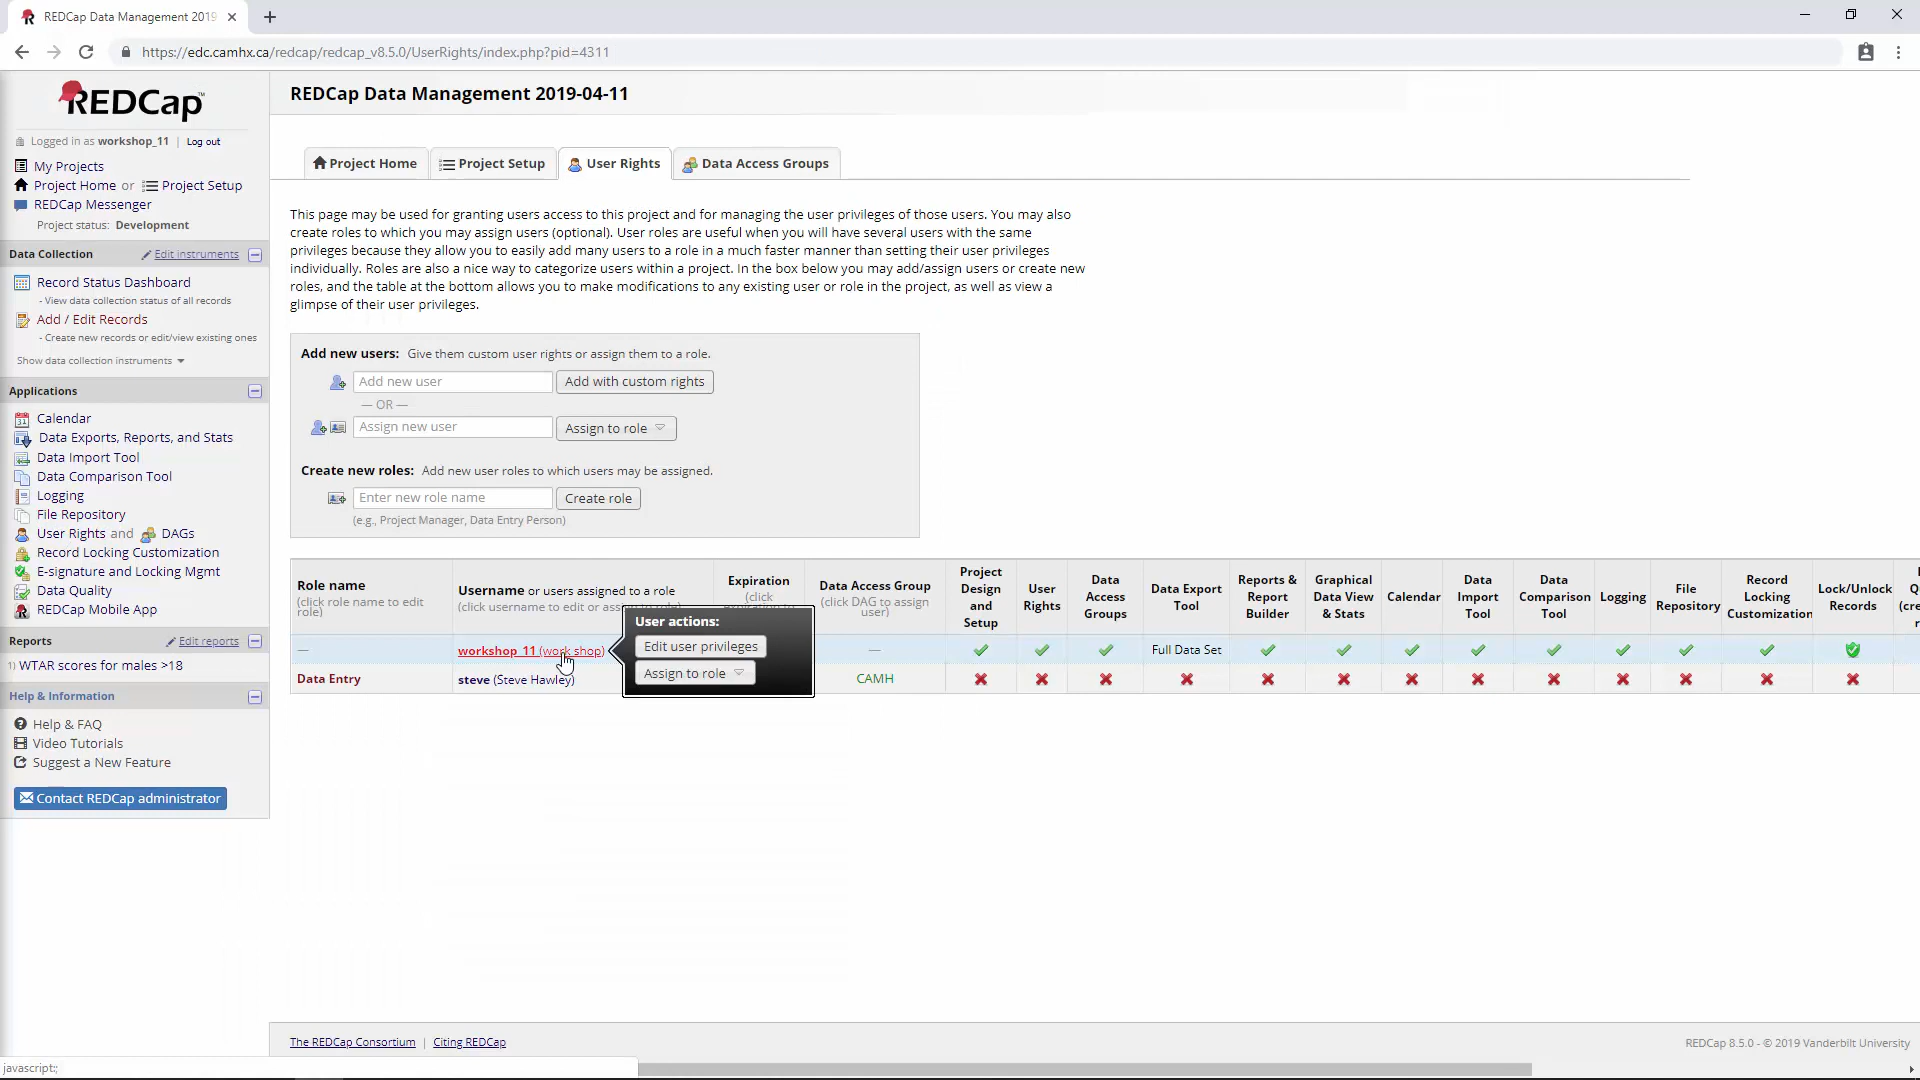 REDCap Data Management 2019
https://edc.camhx.ca/redcap/redcap_v8.5.0/UserRights/index.php?pid=4311
REDCap™
Logged in as workshop_11 | Log out
My Projects
Project Home or Project Setup
REDCap Messenger
Project status: Development
Data Collection Edit instruments
Record Status Dashboard
- View data collection status of all records
Add / Edit Records
- Create new records or edit/view existing ones
Show data collection instruments
Applications
Calendar
Data Exports, Reports, and Stats
Data Import Tool
Data Comparison Tool
Logging
File Repository
User Rights and DAGs
Record Locking Customization
E-signature and Locking Mgmt
Data Quality
REDCap Mobile App
Reports Edit reports
1) WTAR scores for males >18
Help & Information
Help & FAQ
Video Tutorials
Suggest a New Feature
Contact REDCap administrator
REDCap Data Management 2019-04-11
Project Home Project Setup User Rights Data Access Groups
This page may be used for granting users access to this project and for managing the user privileges of those users. You may also
create roles to which you may assign users (optional). User roles are useful when you will have several users with the same
privileges because they allow you to easily add many users to a role in a much faster manner than setting their user privileges
individually. Roles are also a nice way to categorize users within a project. In the box below you may add/assign users or create new
roles, and the table at the bottom allows you to make modifications to any existing user or role in the project, as well as view a
glimpse of their user privileges.
Add new users: Give them custom user rights or assign them to a role.
Add new user Add with custom rights
— OR —
Assign new user Assign to role
Create new roles: Add new user roles to which users may be assigned.
Enter new role name Create role
(e.g., Project Manager, Data Entry Person)
Role name
(click role name to edit
role)
Username or users assigned to a role
(click username to edit or
Expiration
(click
Data Access Group
(click DAG to assign
user)
Project
Design
and
Setup
User
Rights
Data
Access
Groups
Data Export
Tool
Reports &
Report
Builder
Graphical
Data View
& Stats
Calendar
Data
Import
Tool
Data
Comparison
Tool
Logging
File
Repository
Record
Locking
Customization
Lock/Unlock
Records
— workshop_11 (work shop) — Full Data Set
Data Entry steve (Steve Hawley) CAMH
User actions:
Edit user privileges
Assign to role
The REDCap Consortium | Citing REDCap
REDCap 8.5.0 - © 2019 Vanderbilt University
javascript:;